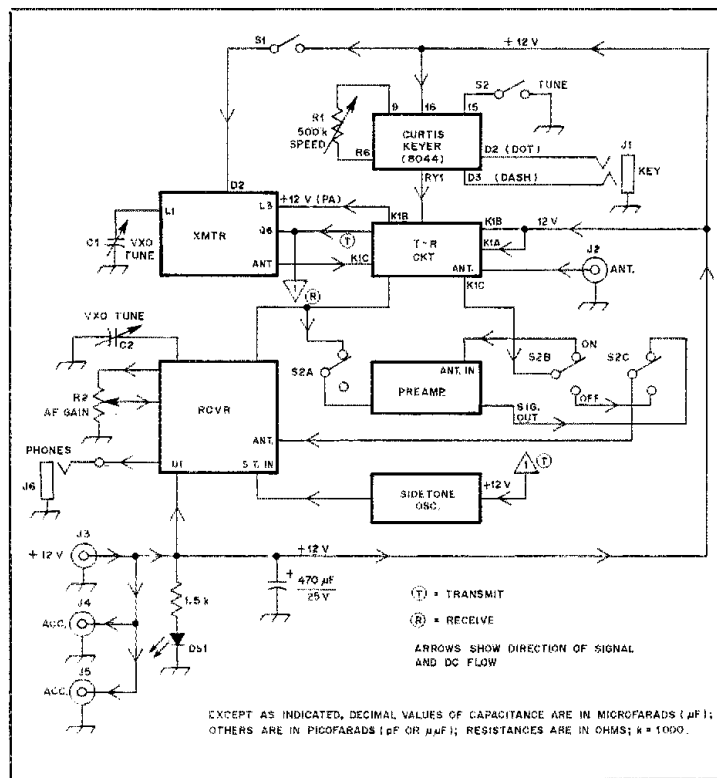 S1
+ 12 V
S2 TUNE
R1
500 k
SPEED
9 16 15
R6
CURTIS
KEYER
(8044)
D2 (DOT)
D3 (DASH)
J1
KEY
RY1
D2
L1
C1
VXO
TUNE
XMTR
L3
Q6
ANT
+12 V (PA)
T
K1B
K1C
T-R
CKT
ANT.
K1B
12 V
K1A
J2
ANT.
K1C
1
R
VXO TUNE
C2
R2
AF GAIN
RCVR
ANT.
S.T. IN
D1
PHONES
J6
S2A
ANT. IN
PREAMP.
SIG.
OUT
S2B
ON
OFF
S2C
SIDETONE
OSC.
+12V
1
T
J3
+ 12 V
+12 V
J4
ACC.
J5
ACC.
1.5 k
DS1
+
470 µF
25 V
T = TRANSMIT
R = RECEIVE
ARROWS SHOW DIRECTION OF SIGNAL
AND DC FLOW
EXCEPT AS INDICATED, DECIMAL VALUES OF CAPACITANCE ARE IN MICROFARADS (µF);
OTHERS ARE IN PICOFARADS (pF OR µµF); RESISTANCES ARE IN OHMS; k = 1000.